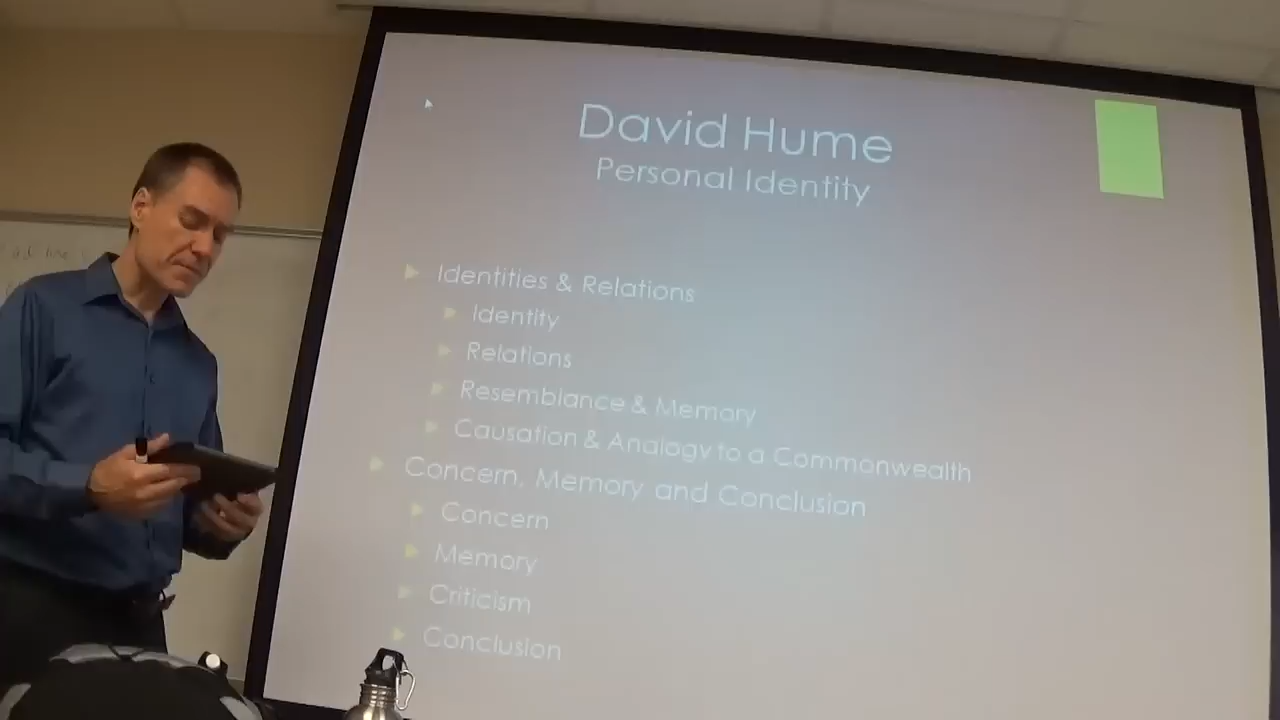 David Hume
Personal Identity
Identities & Relations
Identity
Relations
Resemblance & Memory
Causation & Analogy to a Commonwealth
Concern, Memory and Conclusion
Concern
Memory
Criticism
Conclusion